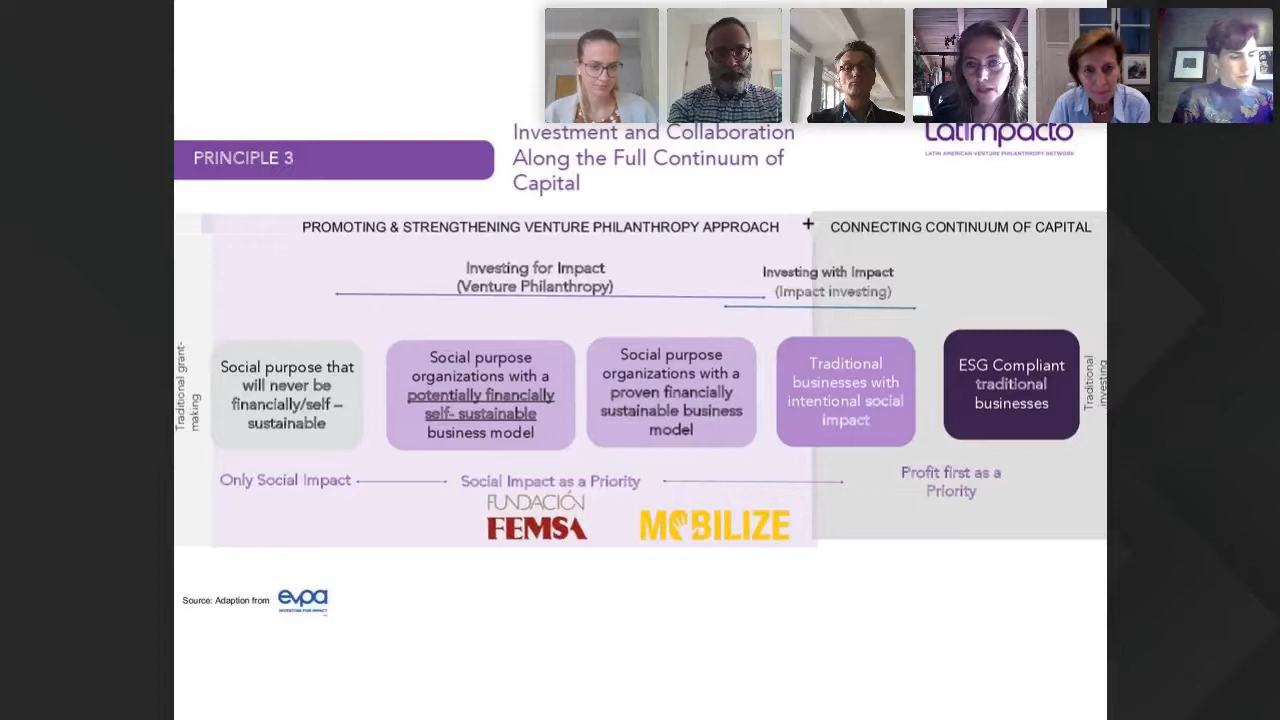 LatImpacto
LATIN AMERICAN VENTURE PHILANTHROPY NETWORK
PRINCIPLE 3
Investment and Collaboration
Along the Full Continuum of
Capital
PROMOTING & STRENGTHENING VENTURE PHILANTHROPY APPROACH
+
CONNECTING CONTINUUM OF CAPITAL
Investing for Impact
(Venture Philanthropy)
Investing with Impact
(Impact investing)
Traditional grant-
making
Social purpose that
will never be
financially/self –
sustainable
Social purpose
organizations with a
potentially financially
self- sustainable
business model
Social purpose
organizations with a
proven financially
sustainable business
model
Traditional
businesses with
intentional social
impact
ESG Compliant
traditional
businesses
Traditional
investing
Only Social Impact
Social Impact as a Priority
Profit first as a
Priority
FUNDACIÓN
FEMSA
MOBILIZE
Source: Adaption from
evpa
INVESTING FOR IMPACT